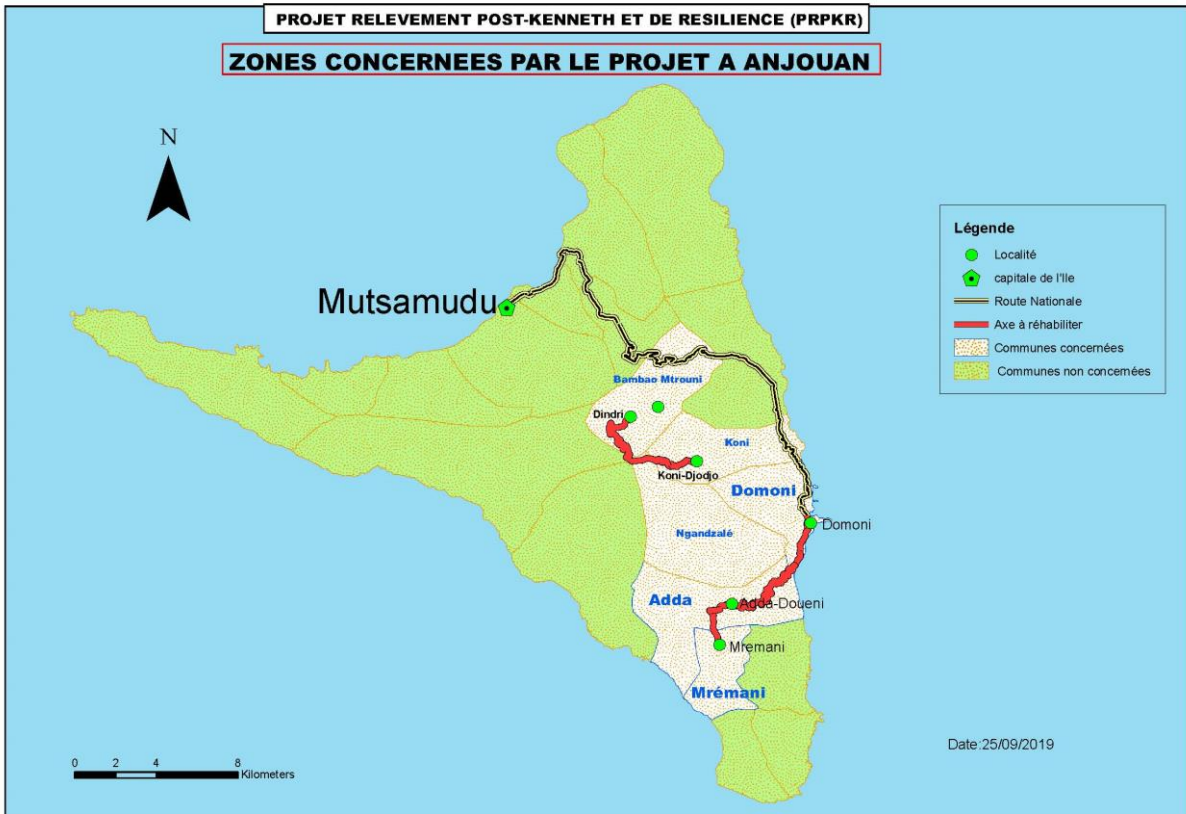 PROJET RELEVEMENT POST-KENNETH ET DE RESILIENCE (PRPKR)
ZONES CONCERNEES PAR LE PROJET A ANJOUAN
N
Légende
Localité
capitale de l'Ile
Route Nationale
Axe à réhabiliter
Communes concernées
Communes non concernées
Mutsamudu
Bambao Mtrouni
Dindri
Koni
Koni-Djodjo
Domoni
Domoni
Ngandzalé
Adda
Adda-Doueni
Mremani
Mrémani
Date:25/09/2019
0 2 4 8
Kilometers